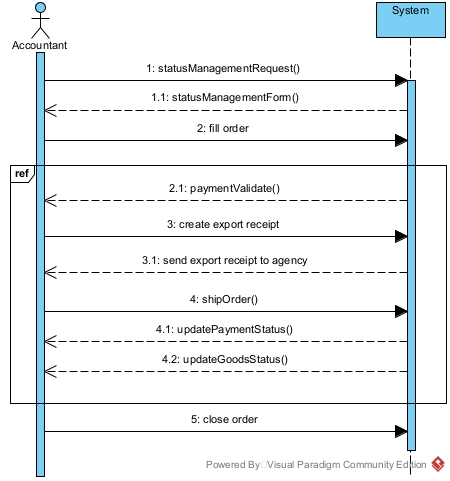 System
Accountant
1: statusManagementRequest()
1.1: statusManagementForm()
2: fill order
ref
2.1: paymentValidate()
3: create export receipt
3.1: send export receipt to agency
4: shipOrder()
4.1: updatePaymentStatus()
4.2: updateGoodsStatus()
5: close order
Powered By Visual Paradigm Community Edition